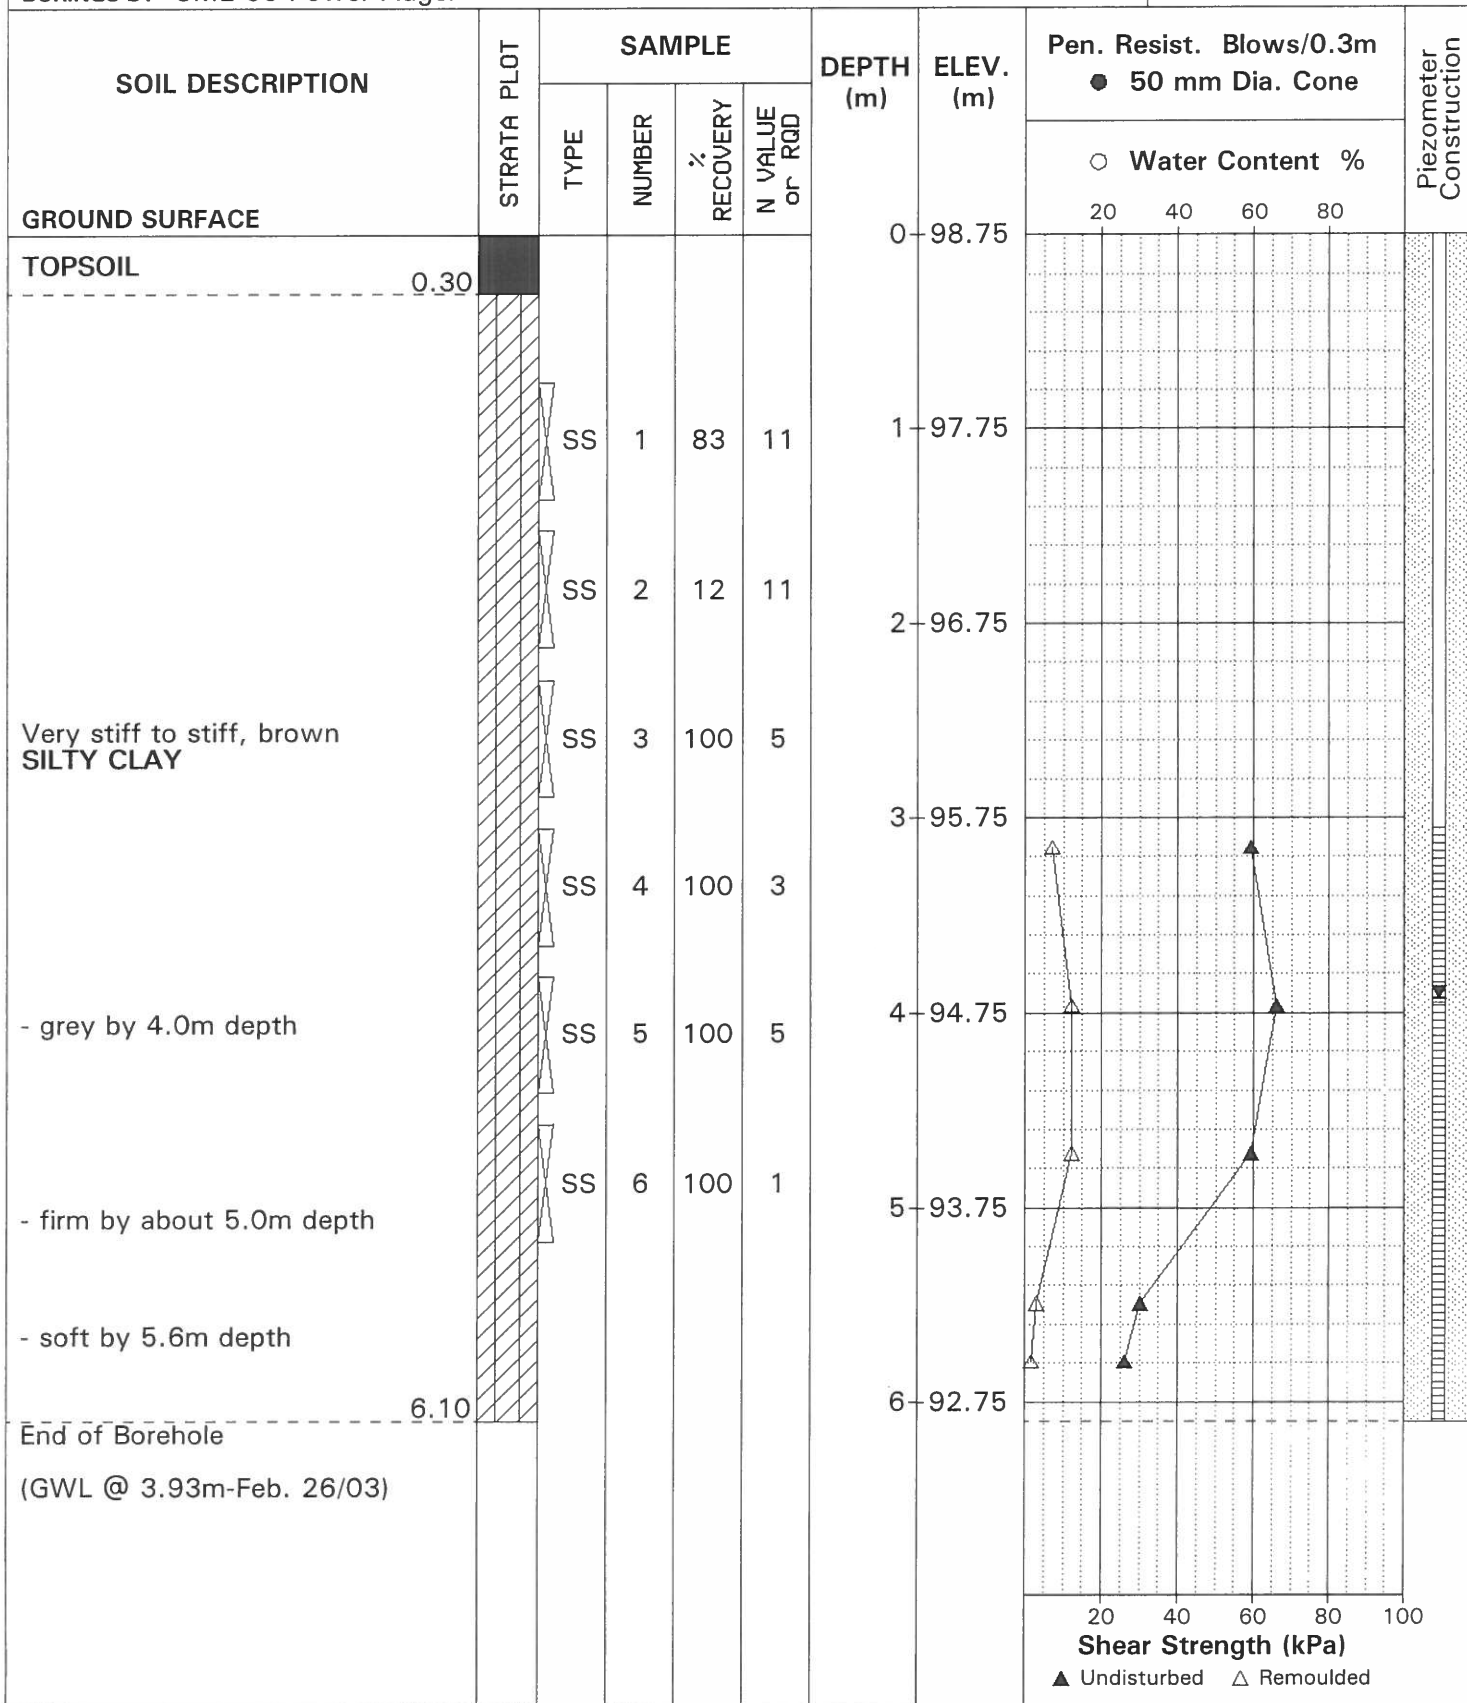 SOIL DESCRIPTION
GROUND SURFACE
STRATA PLOT
SAMPLE
TYPE
NUMBER
% RECOVERY
N VALUE or RQD
DEPTH (m)
ELEV. (m)
Pen. Resist. Blows/0.3m
● 50 mm Dia. Cone
○ Water Content %
20 40 60 80
Piezometer Construction
0 98.75
TOPSOIL
0.30
SS 1 83 11
1 97.75
SS 2 12 11
2 96.75
Very stiff to stiff, brown
SILTY CLAY
SS 3 100 5
3 95.75
SS 4 100 3
- grey by 4.0m depth
SS 5 100 5
4 94.75
SS 6 100 1
- firm by about 5.0m depth
5 93.75
- soft by 5.6m depth
6.10
6 92.75
End of Borehole
(GWL @ 3.93m-Feb. 26/03)
20 40 60 80 100
Shear Strength (kPa)
▲ Undisturbed △ Remoulded